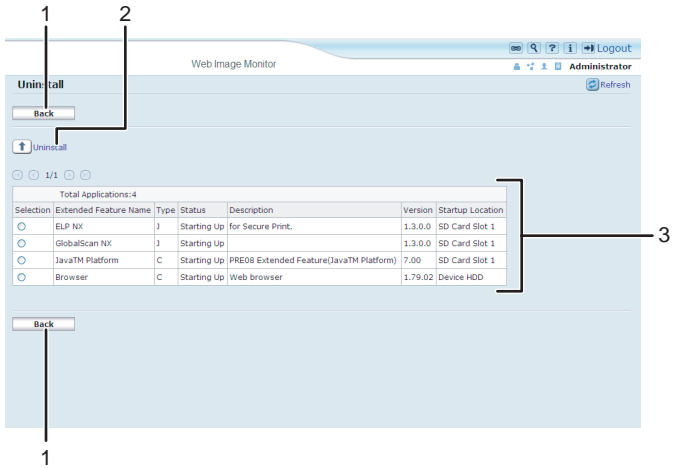 1 2
Logout
Web Image Monitor
Administrator
Uninstall
Refresh
Back
Uninstall
1/1
Total Applications:4
Selection Extended Feature Name Type Status Description Version Startup Location
ELP NX J Starting Up for Secure Print. 1.3.0.0 SD Card Slot 1
GlobalScan NX J Starting Up 1.3.0.0 SD Card Slot 1
JavaTM Platform C Starting Up PRE08 Extended Feature(JavaTM Platform) 7.00 SD Card Slot 1
Browser C Starting Up Web browser 1.79.02 Device HDD
3
Back
1